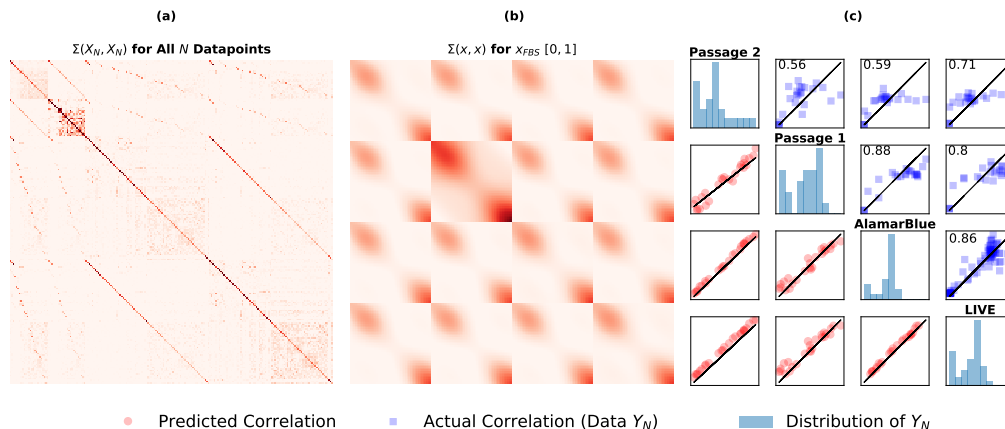 (a)
(b)
(c)
Σ(X_N, X_N) for All N Datapoints
Σ(x, x) for x_FBS [0, 1]
Passage 2
0.56
0.59
0.71
Passage 1
0.88
0.8
AlamarBlue
0.86
LIVE
Predicted Correlation
Actual Correlation (Data Y_N)
Distribution of Y_N